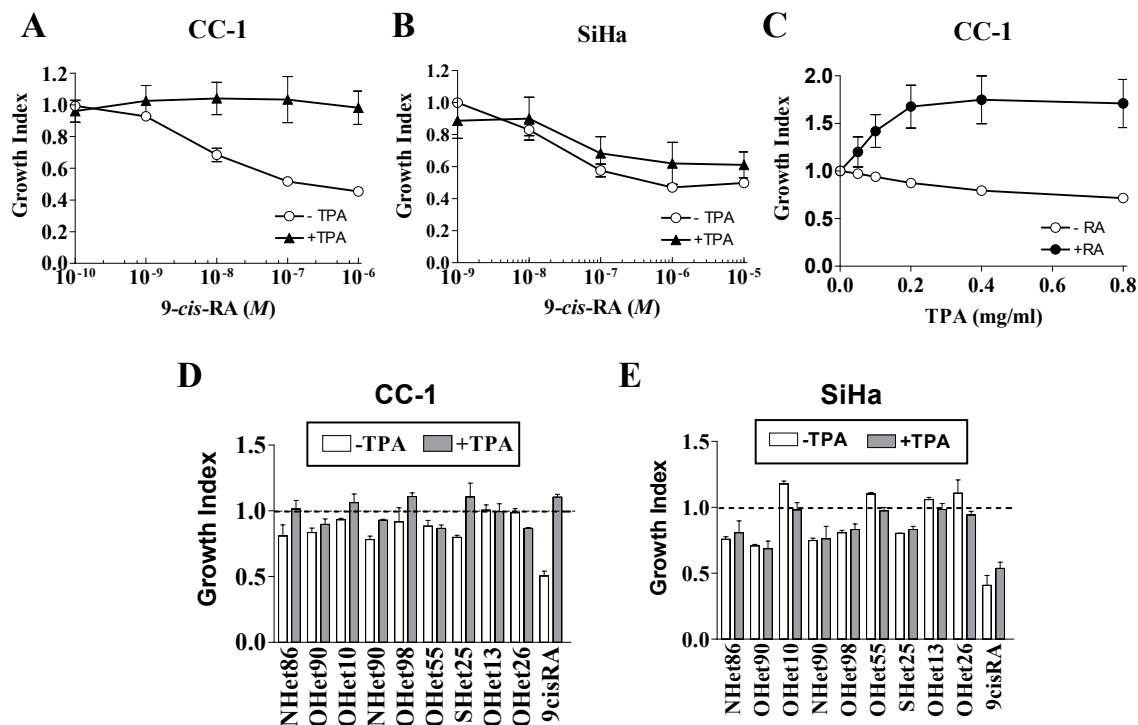 A
CC-1
Growth Index
1.2
1.0
0.8
0.6
0.4
0.2
0.0
- TPA
+TPA
10-10
10-9
10-8
10-7
10-6
9-cis-RA (M)
B
SiHa
Growth Index
1.2
1.0
0.8
0.6
0.4
0.2
0.0
- TPA
+TPA
10-9
10-8
10-7
10-6
10-5
9-cis-RA (M)
C
CC-1
Growth Index
2.0
1.5
1.0
0.5
0.0
- RA
+RA
0.0
0.2
0.4
0.6
0.8
TPA (mg/ml)
D
CC-1
-TPA
+TPA
Growth Index
1.5
1.0
0.5
0.0
NHet86
OHet90
OHet10
NHet90
OHet98
OHet55
SHet25
OHet13
OHet26
9cisRA
E
SiHa
-TPA
+TPA
Growth Index
1.5
1.0
0.5
0.0
NHet86
OHet90
OHet10
NHet90
OHet98
OHet55
SHet25
OHet13
OHet26
9cisRA